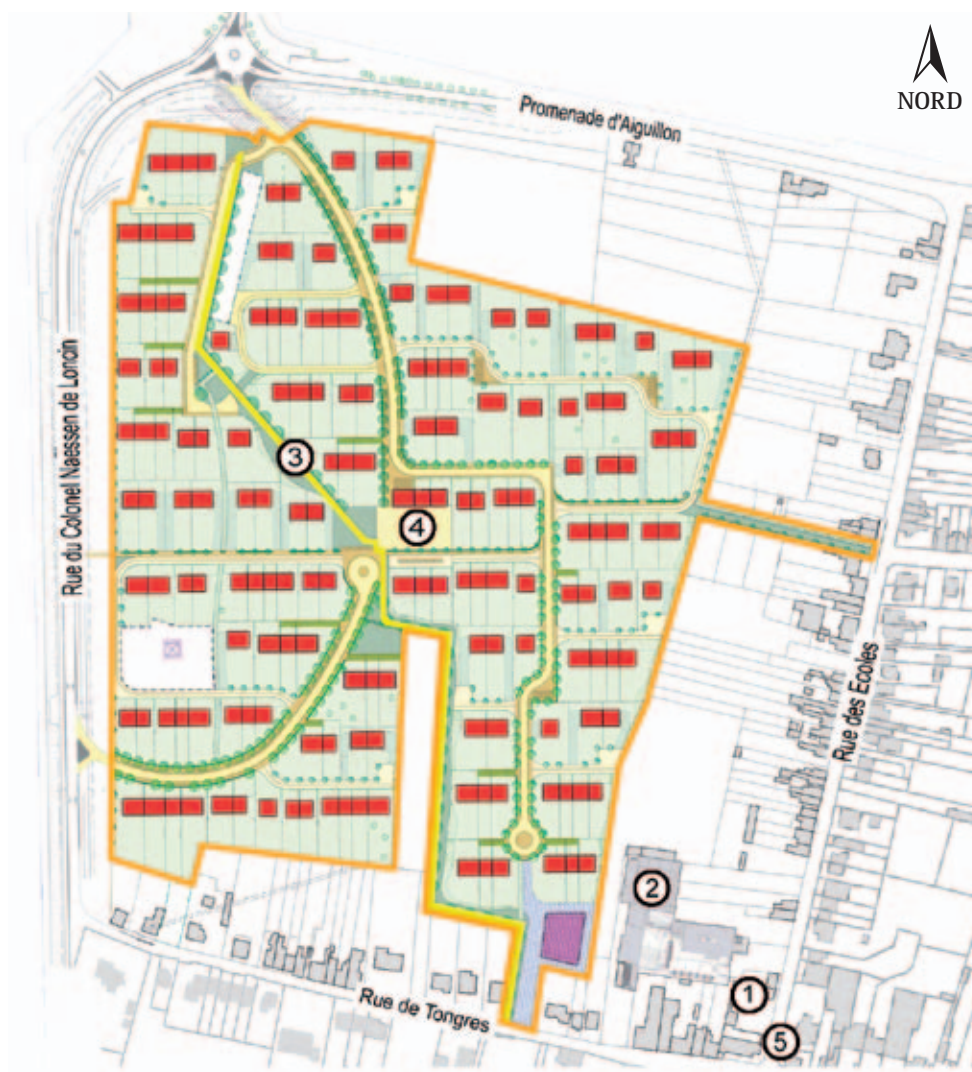 NORD
Promenade d'Aiguillon
Rue du Colonel Naessen de Loncin
3
4
Rue des Ecoles
2
1
Rue de Tongres
5